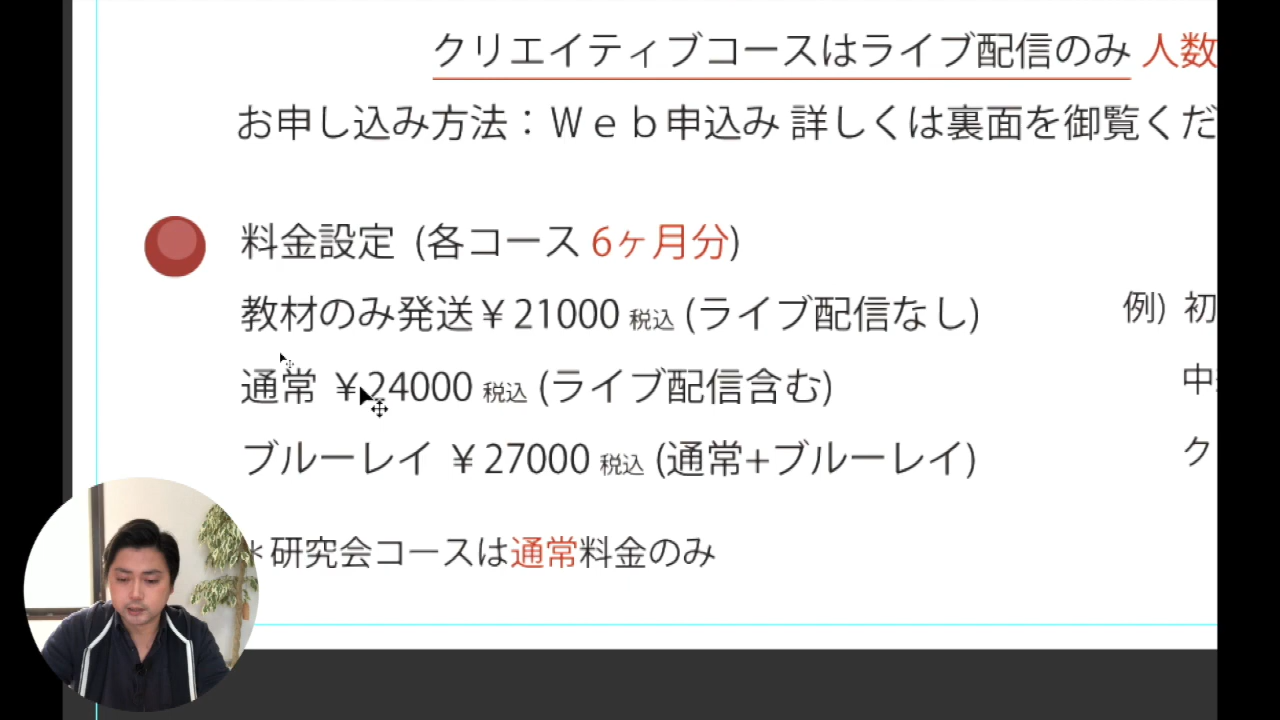 クリエイティブコースはライブ配信のみ 人数
お申し込み方法：Ｗｅｂ申込み 詳しくは裏面を御覧くだ
料金設定 (各コース 6ヶ月分)
教材のみ発送￥21000 税込 (ライブ配信なし)
例) 初
通常 ￥24000 税込 (ライブ配信含む)
中
ブルーレイ ￥27000 税込 (通常+ブルーレイ)
ク
＊研究会コースは通常料金のみ